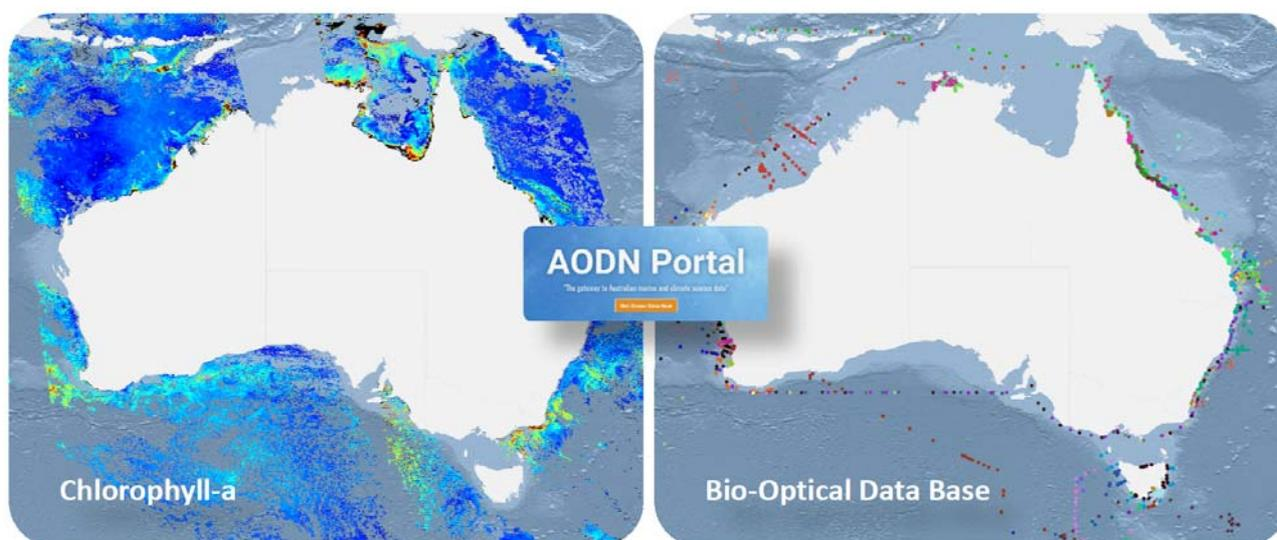 AODN Portal
"The gateway to Australian marine and climate science data"
Chlorophyll-a
Bio-Optical Data Base